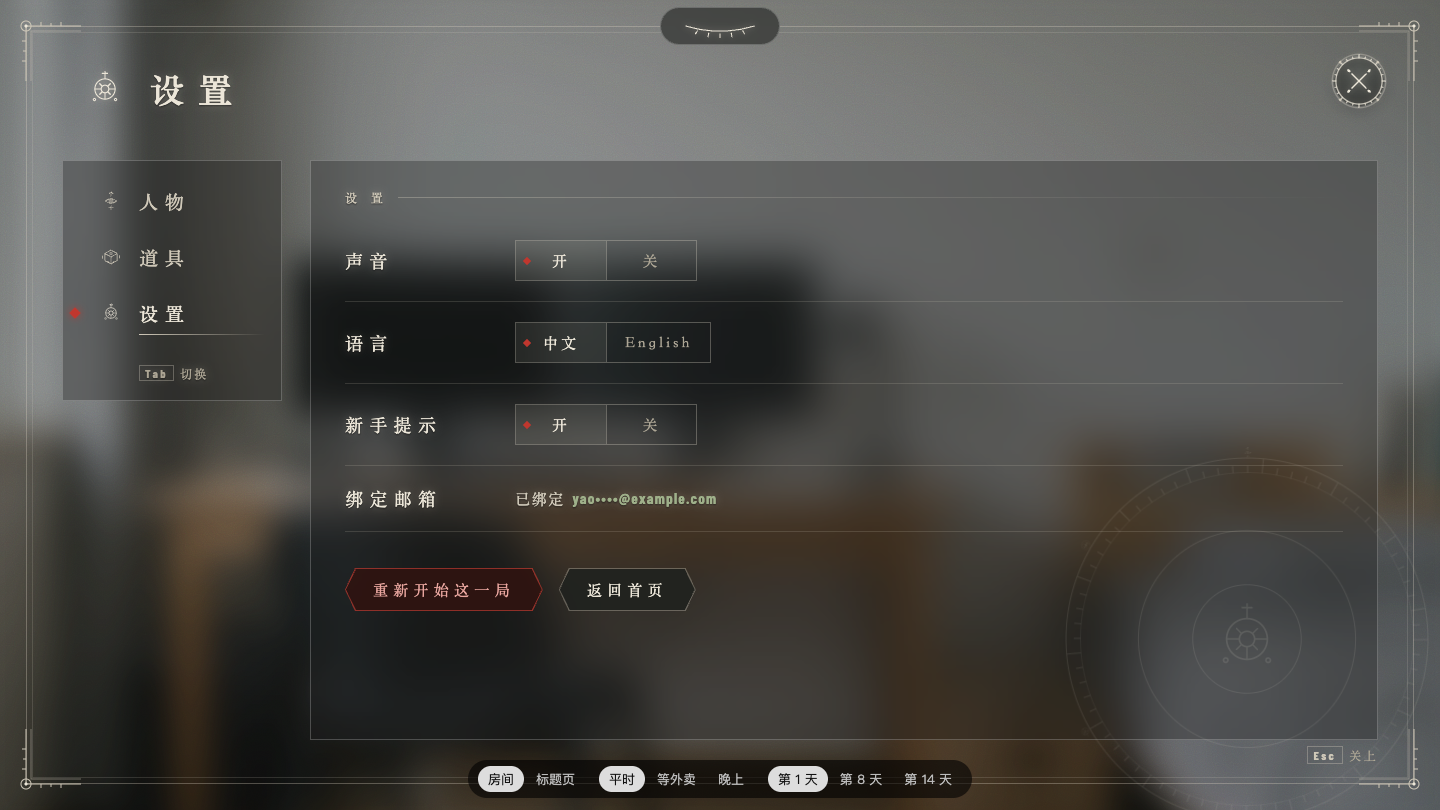 设置
人物
道具
设置
Tab 切换
设置
声音 开 关
语言 中文 English
新手提示 开 关
绑定邮箱 已绑定 yao••••@example.com
重新开始这一局 返回首页
Esc 关上
房间 标题页 平时 等外卖 晚上 第 1 天 第 8 天 第 14 天